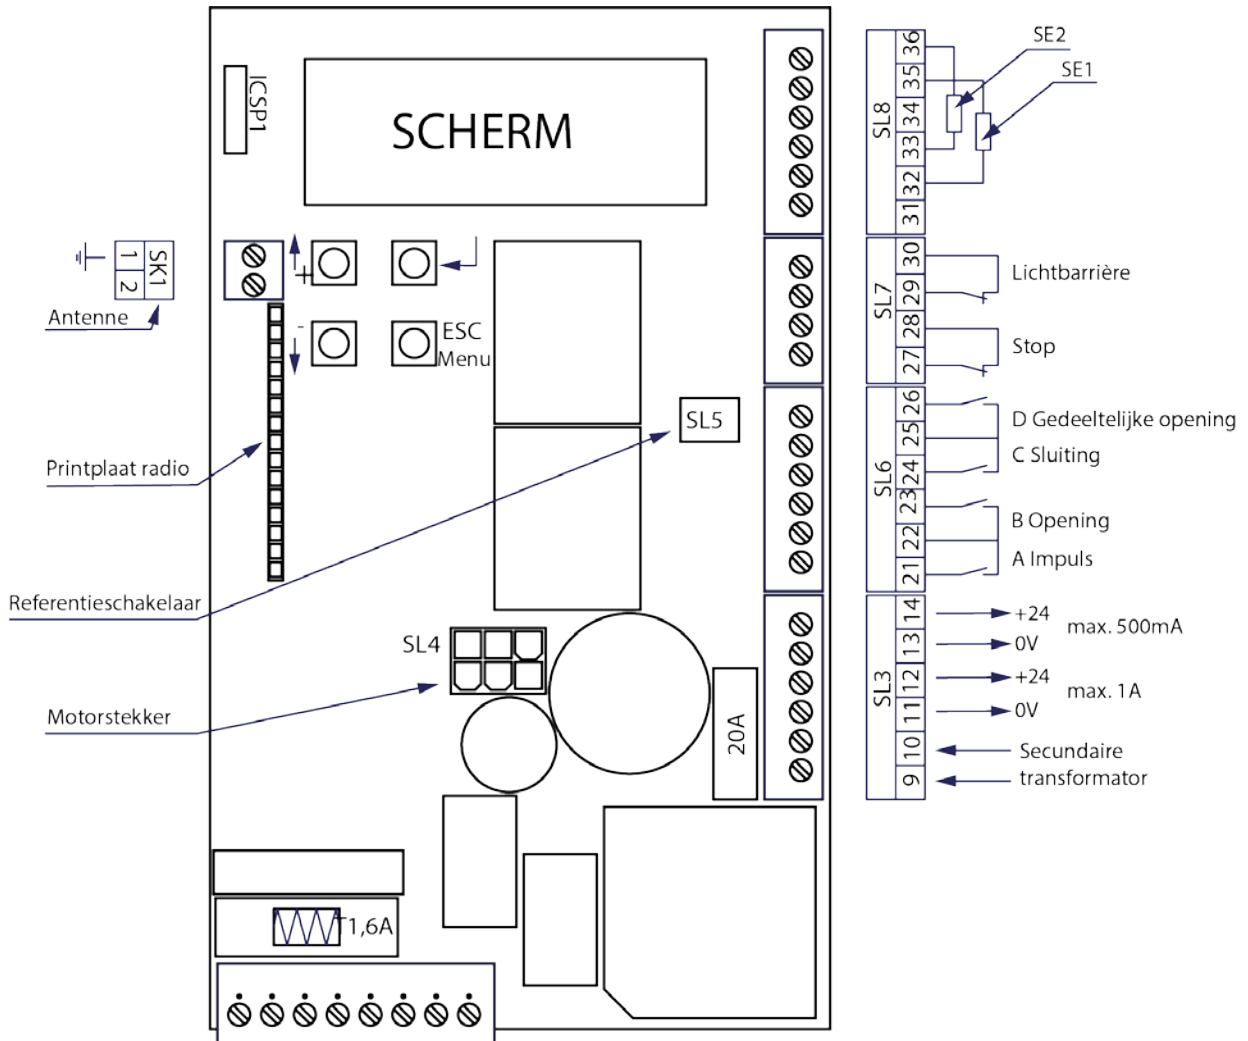 ICSP1
SCHERM
SK1
1
2
Antenne
+
-
ESC
Menu
Printplaat radio
SL5
Referentieschakelaar
SL4
Motorstekker
20A
T1,6A
SL8
36
35
34
33
32
31
SE2
SE1
SL7
30
29
28
27
Lichtbarrière
Stop
SL6
26
25
24
23
22
21
D Gedeeltelijke opening
C Sluiting
B Opening
A Impuls
SL3
14
13
12
11
10
9
+24
0V
max. 500mA
+24
0V
max. 1A
Secundaire
transformator